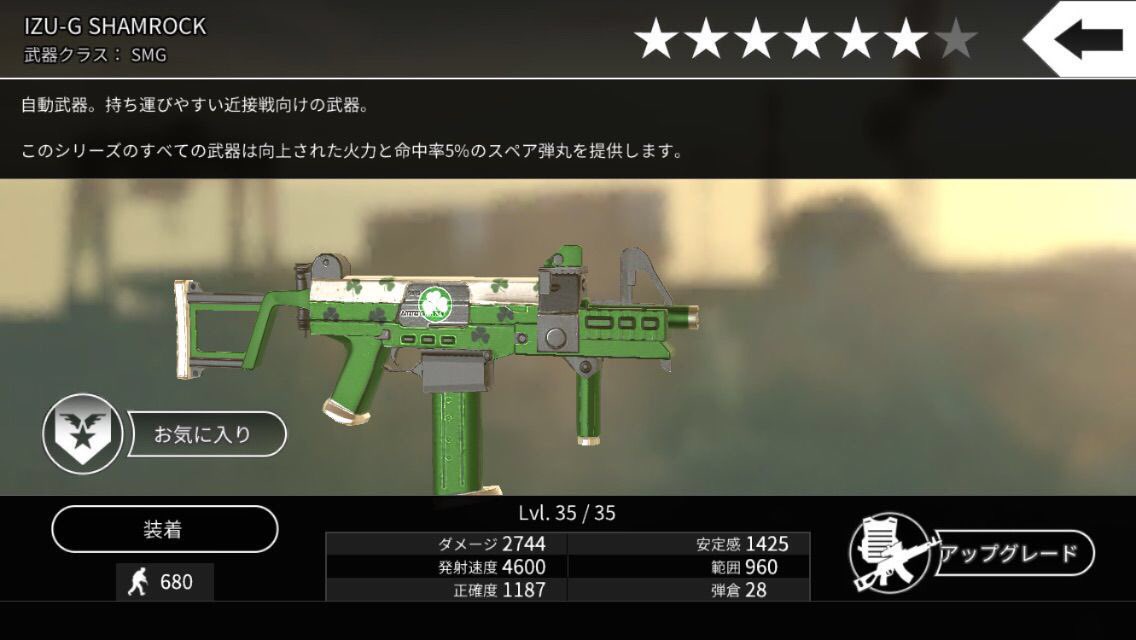 IZU-G SHAMROCK
武器クラス： SMG
自動武器。持ち運びやすい近接戦向けの武器。
このシリーズのすべての武器は向上された火力と命中率5%のスペア弾丸を提供します。
お気に入り
装着
680
Lvl. 35 / 35
ダメージ 2744
安定感 1425
発射速度 4600
範囲 960
正確度 1187
弾倉 28
アップグレード